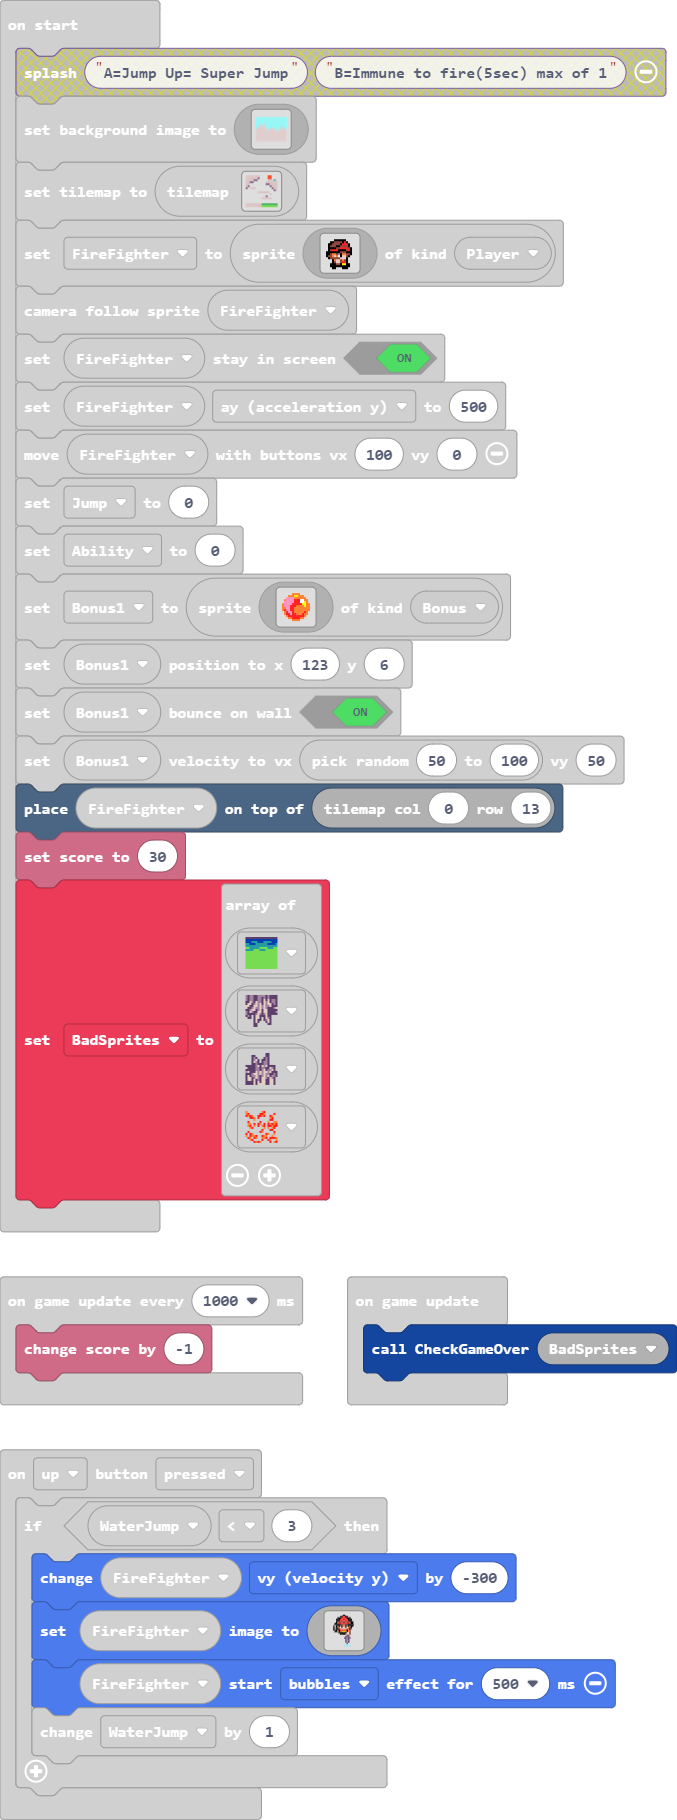 on start
splash "A=Jump Up= Super Jump" "B=Immune to fire(5sec) max of 1"
set background image to
set tilemap to tilemap
set FireFighter to sprite of kind Player
camera follow sprite FireFighter
set FireFighter stay in screen ON
set FireFighter ay (acceleration y) to 500
move FireFighter with buttons vx 100 vy 0
set Jump to 0
set Ability to 0
set Bonus1 to sprite of kind Bonus
set Bonus1 position to x 123 y 6
set Bonus1 bounce on wall ON
set Bonus1 velocity to vx pick random 50 to 100 vy 50
place FireFighter on top of tilemap col 0 row 13
set score to 30
array of
set BadSprites to
on game update every 1000 ms
change score by -1
on game update
call CheckGameOver BadSprites
on up button pressed
if WaterJump < 3 then
change FireFighter vy (velocity y) by -300
set FireFighter image to
FireFighter start bubbles effect for 500 ms
change WaterJump by 1